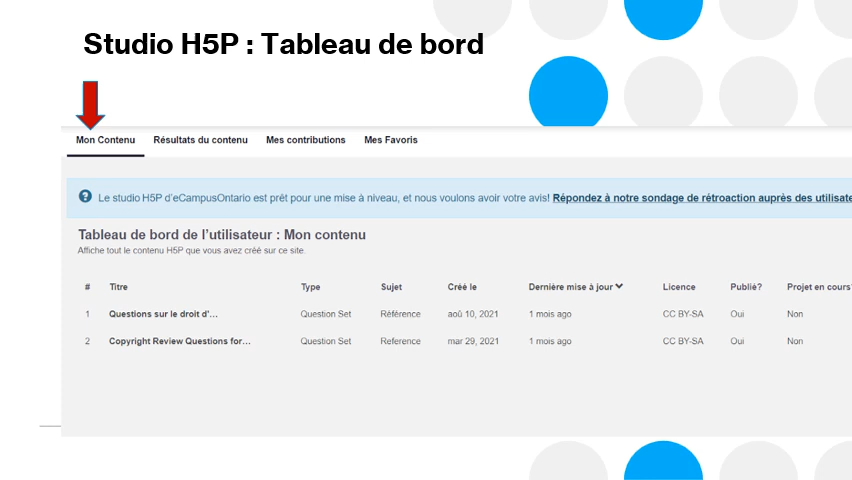 Studio H5P : Tableau de bord
Mon Contenu Résultats du contenu Mes contributions Mes Favoris
Le studio H5P d'eCampusOntario est prêt pour une mise à niveau, et nous voulons avoir votre avis! Répondez à notre sondage de rétroaction auprès des utilisate
Tableau de bord de l'utilisateur : Mon contenu
Affiche tout le contenu H5P que vous avez créé sur ce site.
# Titre Type Sujet Créé le Dernière mise à jour Licence Publié? Projet en cours?
1 Questions sur le droit d'... Question Set Référence aoû 10, 2021 1 mois ago CC BY-SA Oui Non
2 Copyright Review Questions for... Question Set Reference mar 29, 2021 1 mois ago CC BY-SA Oui Non